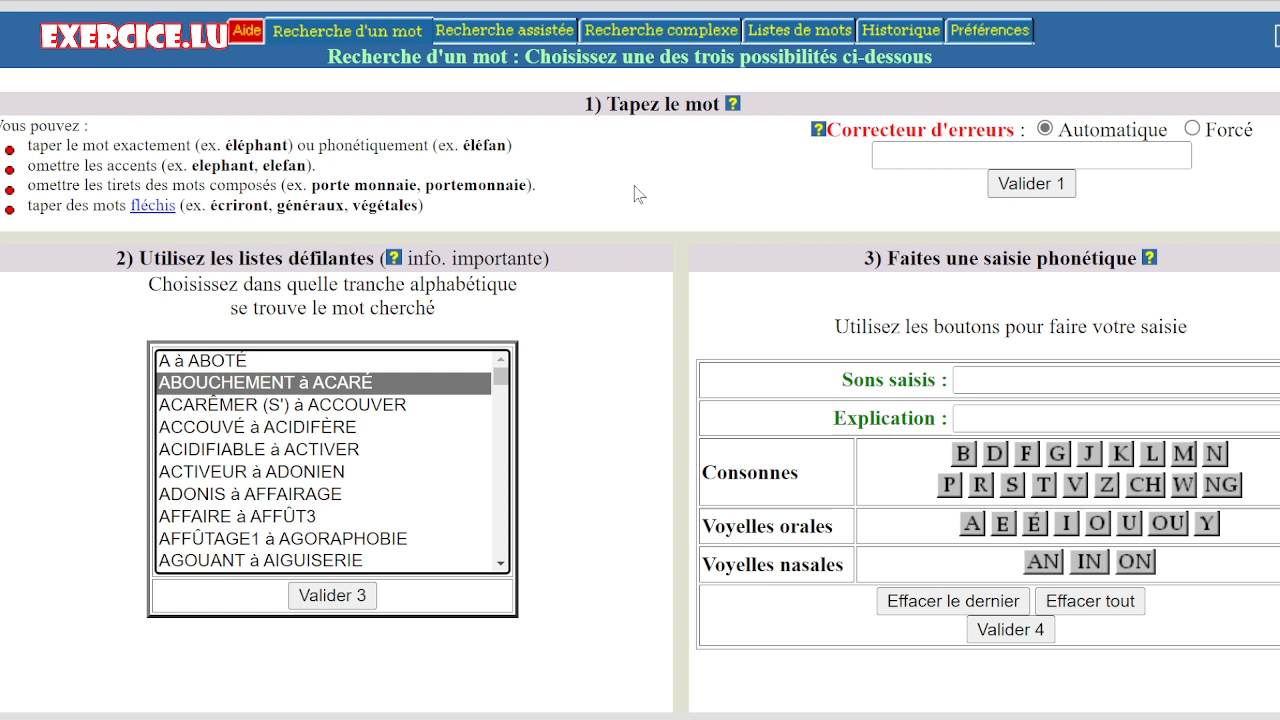 EXERCICE.LU Aide Recherche d'un mot Recherche assistée Recherche complexe Listes de mots Historique Préférences
Recherche d'un mot : Choisissez une des trois possibilités ci-dessous
1) Tapez le mot ?
Vous pouvez :
taper le mot exactement (ex. éléphant) ou phonétiquement (ex. éléfan)
omettre les accents (ex. elephant, elefan).
omettre les tirets des mots composés (ex. porte monnaie, portemonnaie).
taper des mots fléchis (ex. écriront, généraux, végétales)
?Correcteur d'erreurs : Automatique Forcé
Valider 1
2) Utilisez les listes défilantes (? info. importante)
Choisissez dans quelle tranche alphabétique
se trouve le mot cherché
A à ABOTÉ
ABOUCHEMENT à ACARÉ
ACARÊMER (S') à ACCOUVER
ACCOUVÉ à ACIDIFÈRE
ACIDIFIABLE à ACTIVER
ACTIVEUR à ADONIEN
ADONIS à AFFAIRAGE
AFFAIRE à AFFÛT3
AFFÛTAGE1 à AGORAPHOBIE
AGOUANT à AIGUISERIE
Valider 3
3) Faites une saisie phonétique ?
Utilisez les boutons pour faire votre saisie
Sons saisis :
Explication :
Consonnes
B D F G J K L M N
P R S T V Z CH W NG
Voyelles orales A E É I O U OU Y
Voyelles nasales AN IN ON
Effacer le dernier Effacer tout
Valider 4